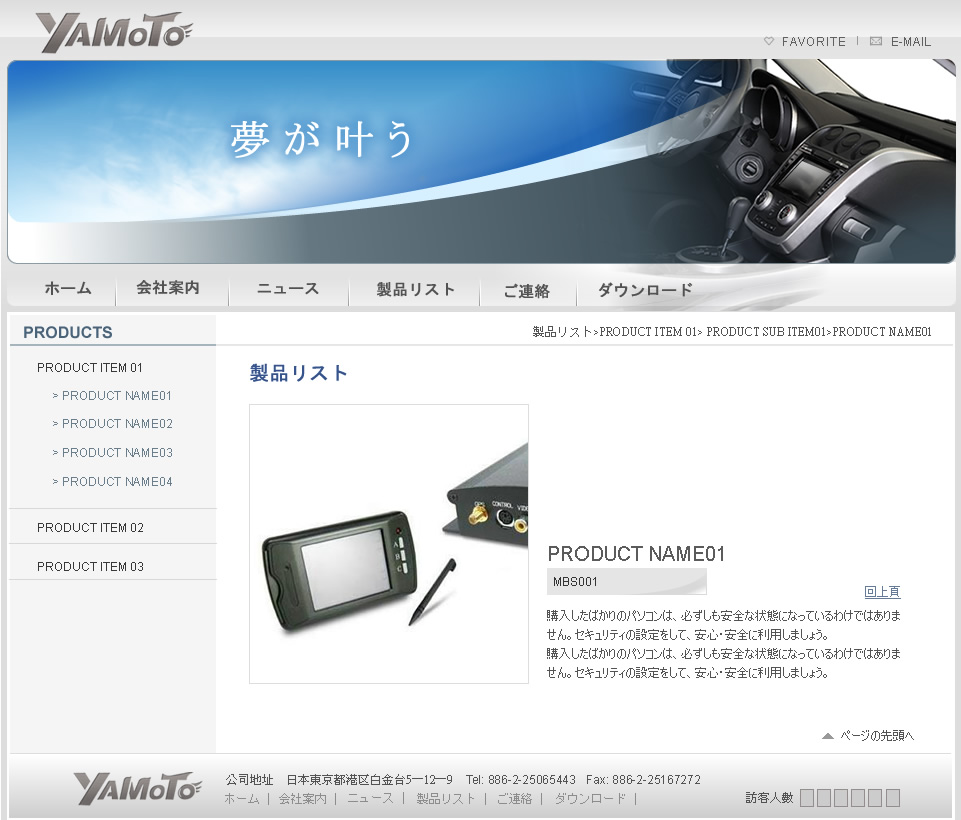 YAMOTO
FAVORITE | E-MAIL
夢が叶う
ホーム 会社案内 ニュース 製品リスト ご連絡 ダウンロード
PRODUCTS
製品リスト>PRODUCT ITEM 01> PRODUCT SUB ITEM01>PRODUCT NAME01
PRODUCT ITEM 01
> PRODUCT NAME01
> PRODUCT NAME02
> PRODUCT NAME03
> PRODUCT NAME04
PRODUCT ITEM 02
PRODUCT ITEM 03
製品リスト
CONTROL
A
B
C
PRODUCT NAME01
MBS001
回上頁
購入したばかりのパソコンは、必ずしも安全な状態になっているわけではありま
せん。セキュリティの設定をして、安心・安全に利用しましょう。
購入したばかりのパソコンは、必ずしも安全な状態になっているわけではありま
せん。セキュリティの設定をして、安心・安全に利用しましょう。
ページの先頭へ
YAMOTO
公司地址 日本東京都港区白金台5ー12ー9 Tel: 886-2-25065443 Fax: 886-2-25167272
ホーム | 会社案内 | ニュース | 製品リスト | ご連絡 | ダウンロード |
訪客人數